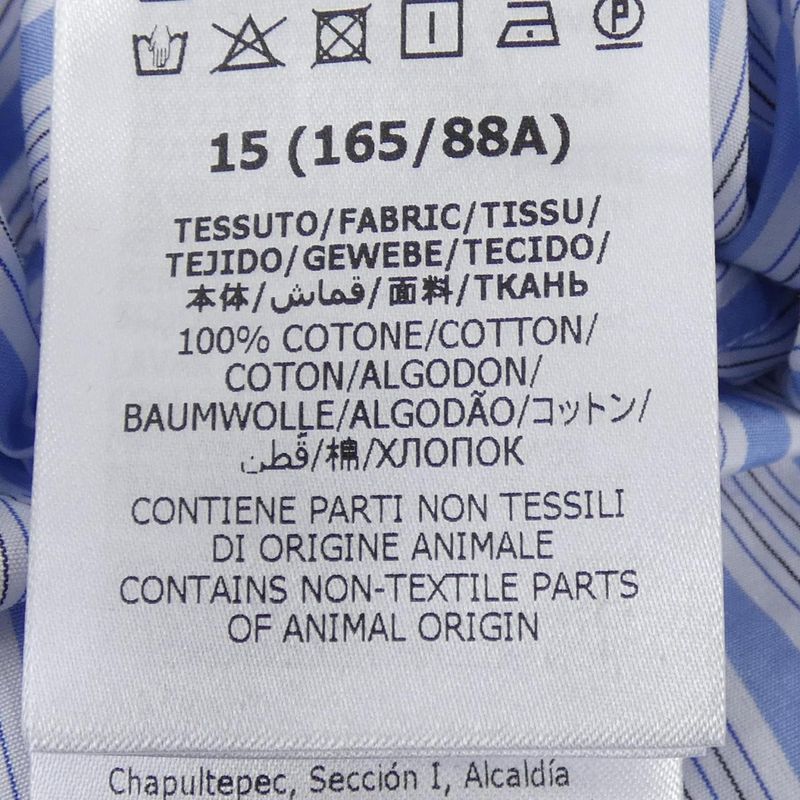 15 (165/88A)
TESSUTO/FABRIC/TISSU/
TEJIDO/GEWEBE/TECIDO/
本体/قماش/面料/ТКАНЬ
100% COTONE/COTTON/
COTON/ALGODON/
BAUMWOLLE/ALGODÃO/コットン/
قطن/棉/ХЛОПОК
CONTIENE PARTI NON TESSILI
DI ORIGINE ANIMALE
CONTAINS NON-TEXTILE PARTS
OF ANIMAL ORIGIN
Chapultepec, Sección I, Alcaldía